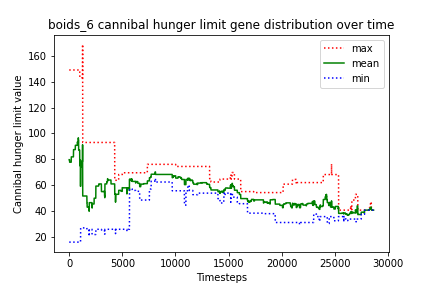 boids_6 cannibal hunger limit gene distribution over time
max
mean
min
Cannibal hunger limit value
160
140
120
100
80
60
40
20
0
5000
10000
15000
20000
25000
30000
Timesteps